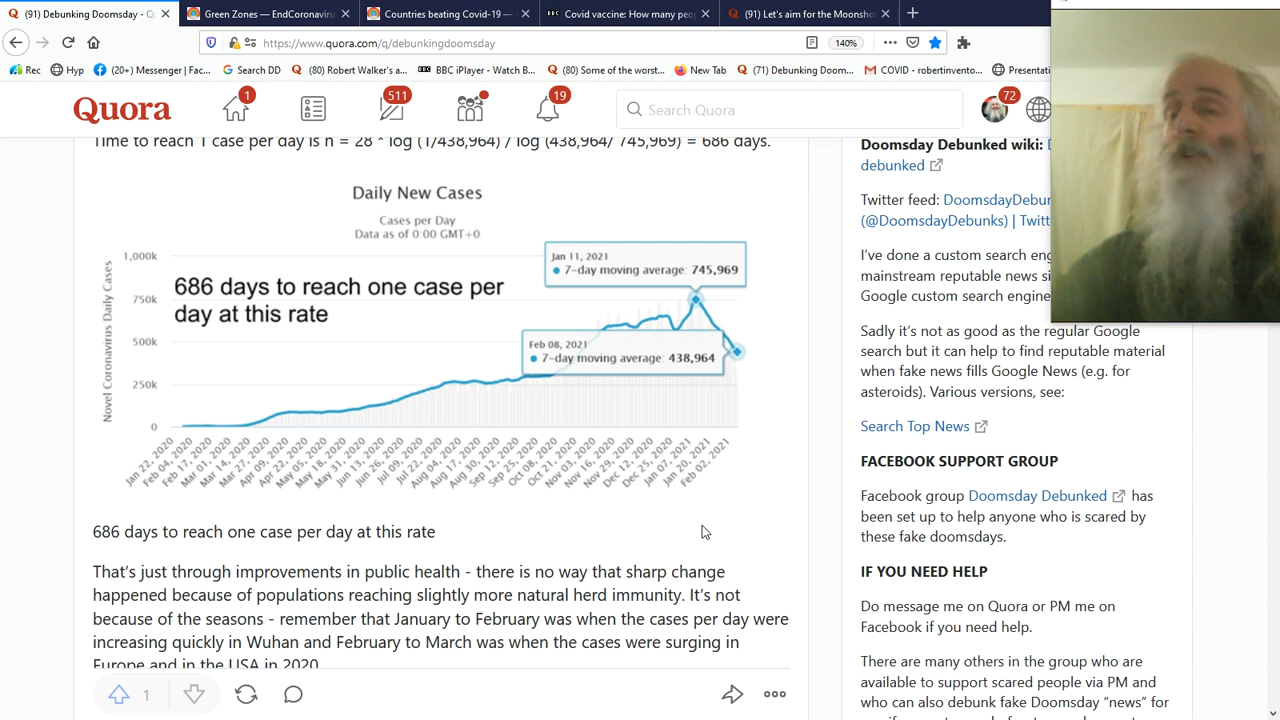 (91) Debunking Doomsday - Q
Green Zones — EndCoronavirus
Countries beating Covid-19 —
BBC
Covid vaccine: How many peo
(91) Let's aim for the Moonshot
https://www.quora.com/q/debunkingdoomsday
140%
Rec
Hyp
(20+) Messenger | Fac...
Search DD
(80) Robert Walker's a...
BBC iPlayer - Watch B...
(80) Some of the worst...
New Tab
(71) Debunking Doom...
COVID - robertinvento...
Presentati
Quora
1
511
19
Search Quora
72
Time to reach 1 case per day is n = 28 * log (1/438,964) / log (438,964/ 745,969) = 686 days.
Daily New Cases
Cases per Day
Data as of 0:00 GMT+0
Novel Coronavirus Daily Cases
1,000k
750k
500k
250k
0
686 days to reach one case per
day at this rate
Jan 11, 2021
7-day moving average: 745,969
Feb 08, 2021
7-day moving average: 438,964
Jan 22, 2020
Feb 04, 2020
Feb 17, 2020
Mar 01, 2020
Mar 14, 2020
Mar 27, 2020
Apr 09, 2020
Apr 22, 2020
May 05, 2020
May 18, 2020
May 31, 2020
Jun 13, 2020
Jun 26, 2020
Jul 09, 2020
Jul 22, 2020
Aug 04, 2020
Aug 17, 2020
Aug 30, 2020
Sep 12, 2020
Sep 25, 2020
Oct 08, 2020
Oct 21, 2020
Nov 03, 2020
Nov 16, 2020
Nov 29, 2020
Dec 12, 2020
Dec 25, 2020
Jan 07, 2021
Jan 20, 2021
Feb 02, 2021
686 days to reach one case per day at this rate
That's just through improvements in public health - there is no way that sharp change
happened because of populations reaching slightly more natural herd immunity. It's not
because of the seasons - remember that January to February was when the cases per day were
increasing quickly in Wuhan and February to March was when the cases were surging in
Europe and in the USA in 2020
1
Doomsday Debunked wiki:
debunked
Twitter feed: DoomsdayDebun
(@DoomsdayDebunks) | Twitt
I've done a custom search eng
mainstream reputable news si
Google custom search engine
Sadly it's not as good as the regular Google
search but it can help to find reputable material
when fake news fills Google News (e.g. for
asteroids). Various versions, see:
Search Top News
FACEBOOK SUPPORT GROUP
Facebook group Doomsday Debunked has
been set up to help anyone who is scared by
these fake doomsdays.
IF YOU NEED HELP
Do message me on Quora or PM me on
Facebook if you need help.
There are many others in the group who are
available to support scared people via PM and
who can also debunk fake Doomsday "news" for